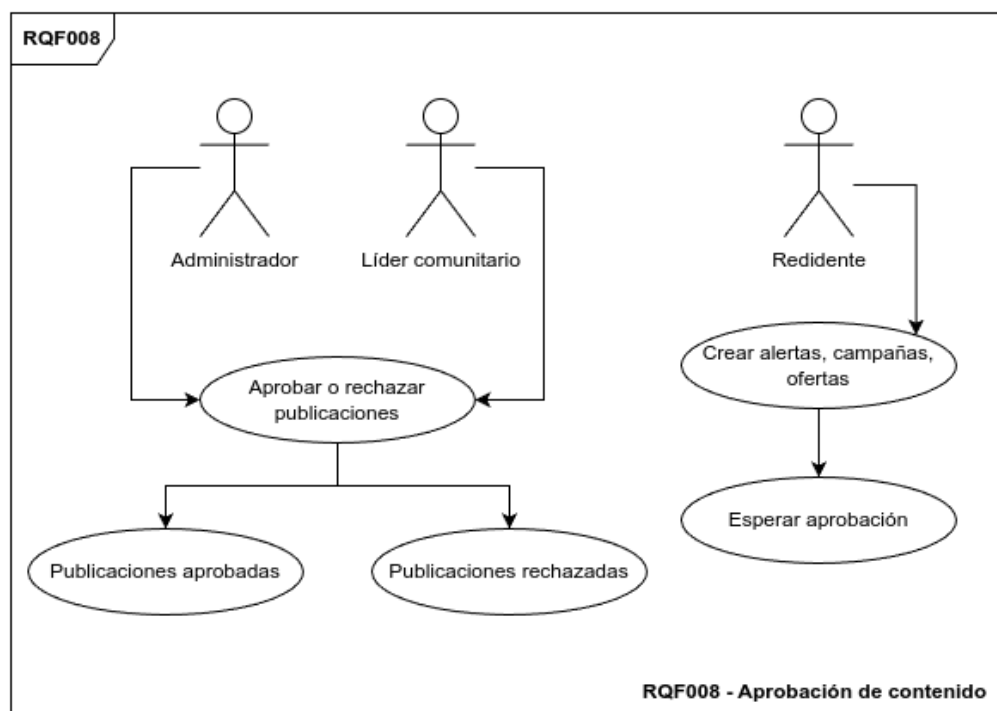 RQF008
Administrador
Líder comunitario
Redidente
Aprobar o rechazar
publicaciones
Crear alertas, campañas,
ofertas
Esperar aprobación
Publicaciones aprobadas
Publicaciones rechazadas
RQF008 - Aprobación de contenido